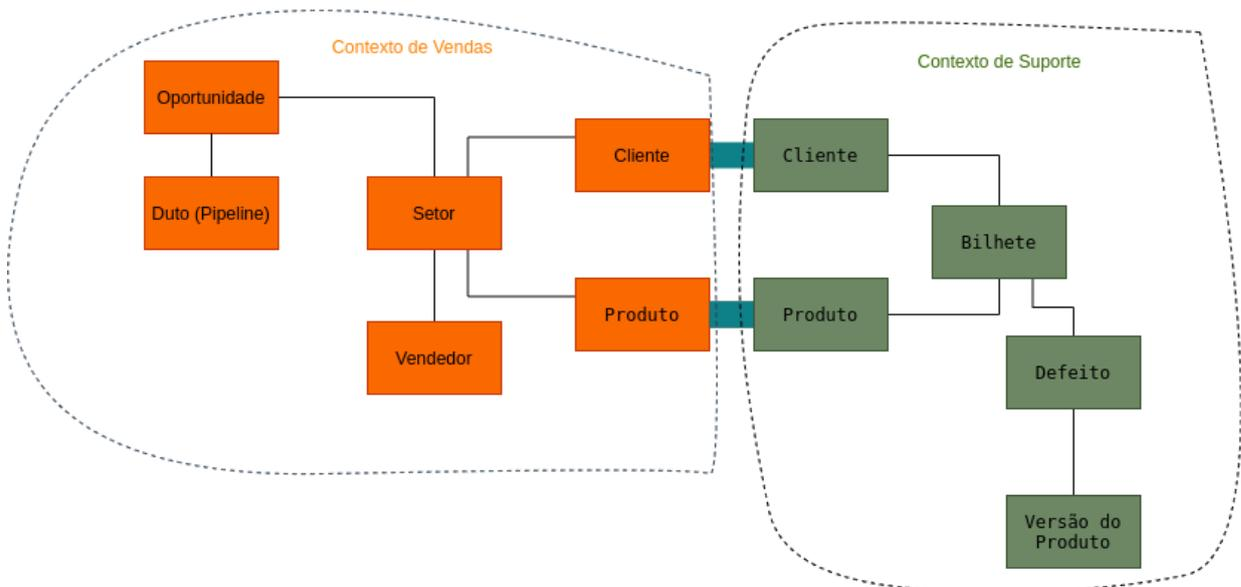 Contexto de Vendas
Oportunidade
Duto (Pipeline)
Setor
Vendedor
Cliente
Produto
Contexto de Suporte
Cliente
Produto
Bilhete
Defeito
Versão do
Produto